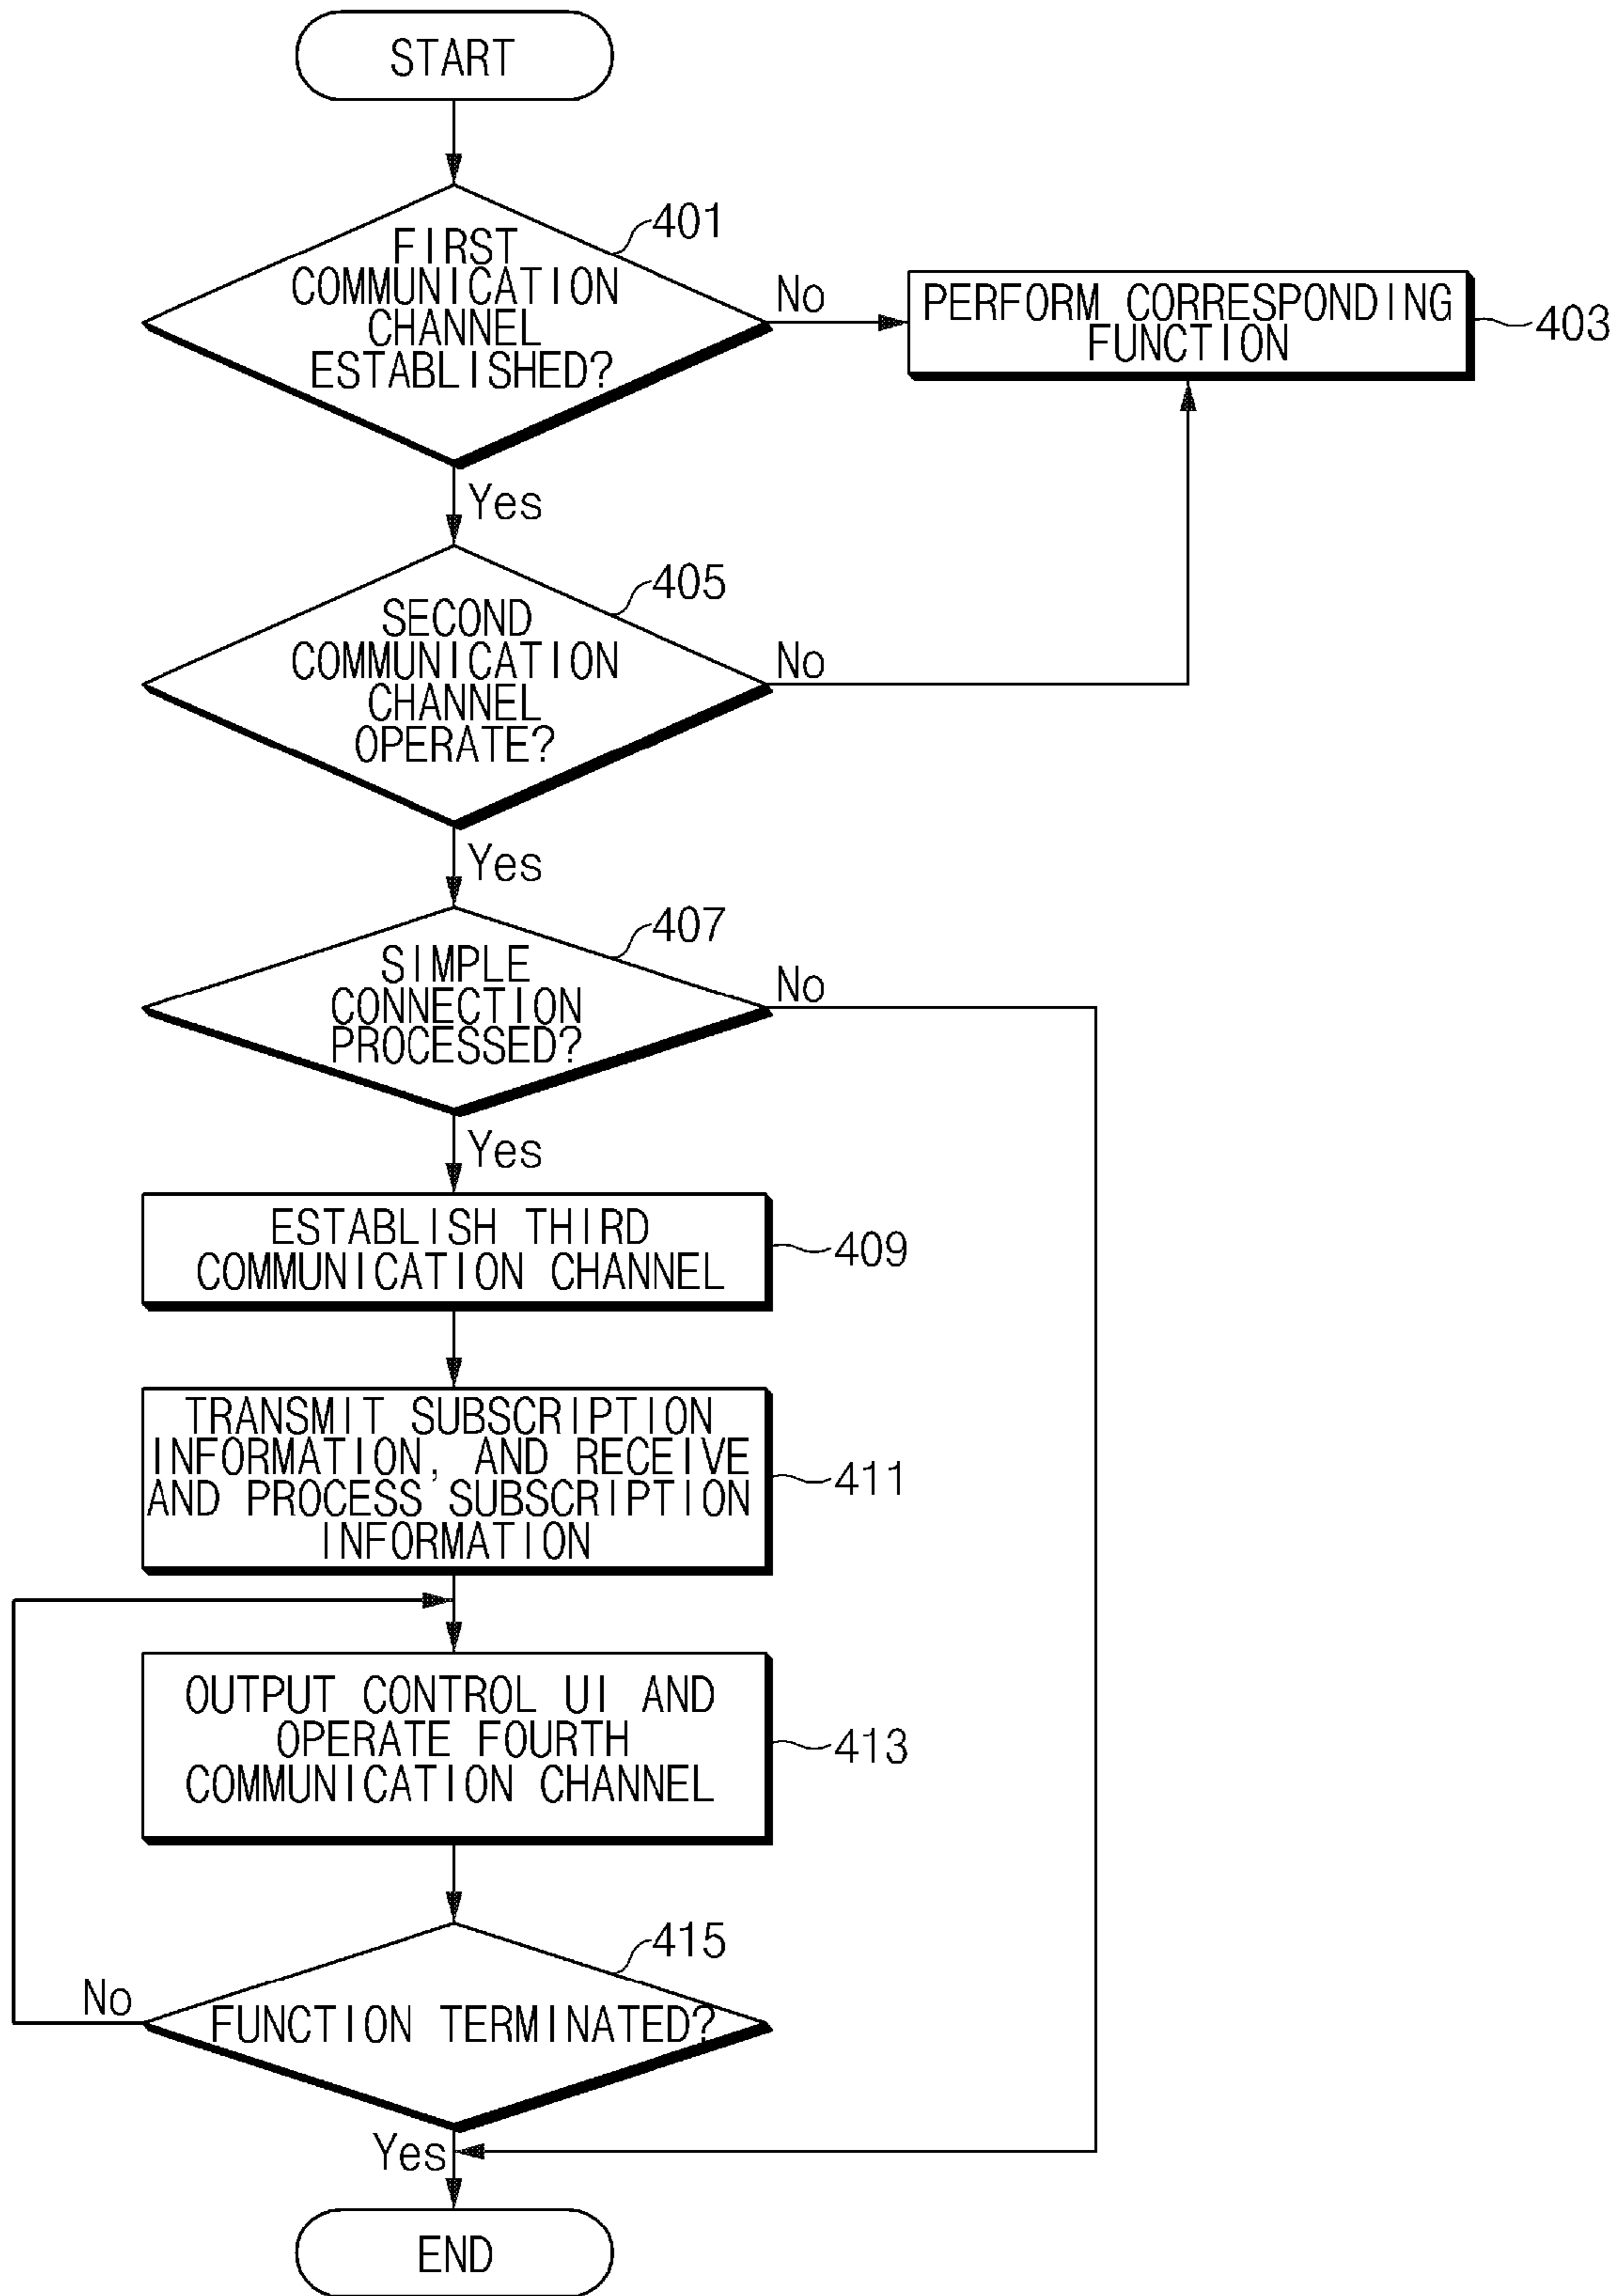 START
401
FIRST
COMMUNICATION
CHANNEL
ESTABLISHED?
No
PERFORM CORRESPONDING
FUNCTION
403
Yes
405
SECOND
COMMUNICATION
CHANNEL
OPERATE?
No
Yes
407
SIMPLE
CONNECTION
PROCESSED?
No
Yes
ESTABLISH THIRD
COMMUNICATION CHANNEL
409
TRANSMIT SUBSCRIPTION
INFORMATION, AND RECEIVE
AND PROCESS SUBSCRIPTION
INFORMATION
411
OUTPUT CONTROL UI AND
OPERATE FOURTH
COMMUNICATION CHANNEL
413
415
No
FUNCTION TERMINATED?
Yes
END